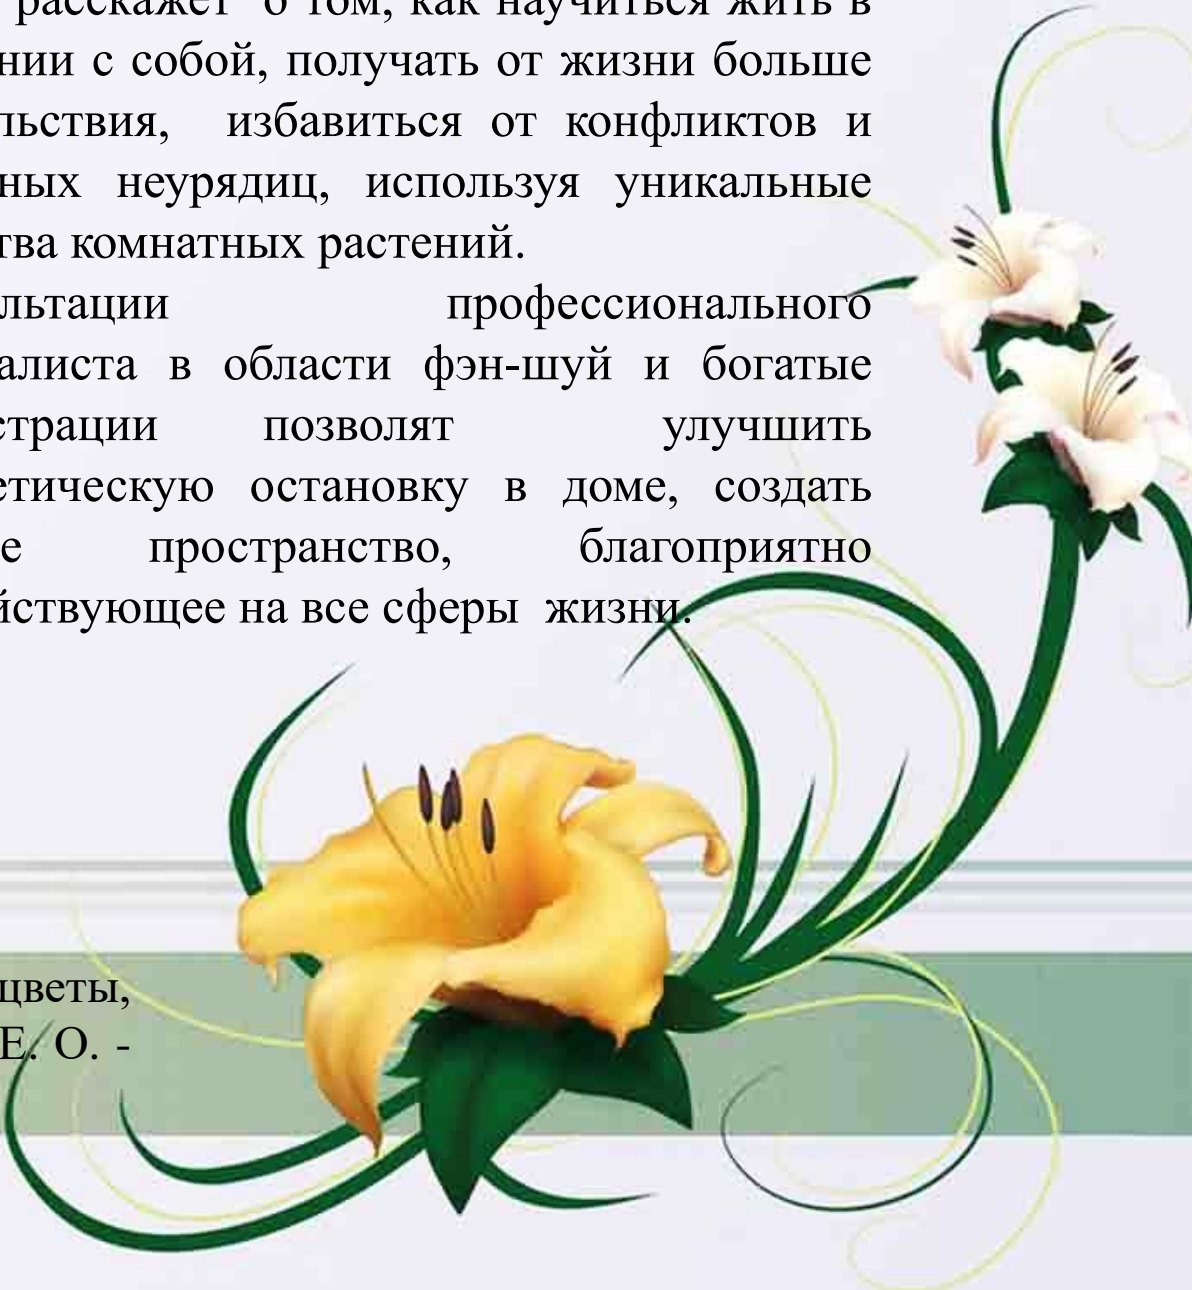 расскажет о том, как научиться жить в
нии с собой, получать от жизни больше
льствия, избавиться от конфликтов и
ных неурядиц, используя уникальные
тва комнатных растений.
льтации профессионального
алиста в области фэн-шуй и богатые
страции позволят улучшить
етическую остановку в доме, создать
е пространство, благоприятно
йствующее на все сферы жизни.
цветы,
Е. О. -